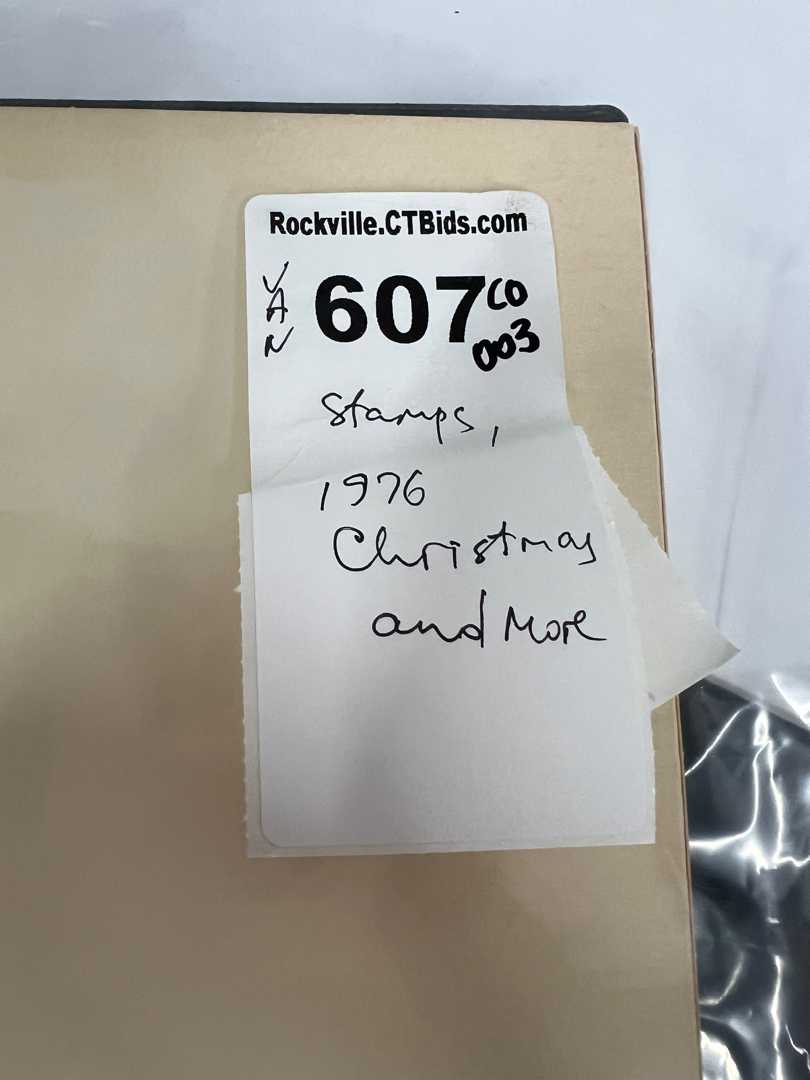 Rockville.CTBids.com
VAN 607 CO
003
Stamps,
1976
Christmas
and More